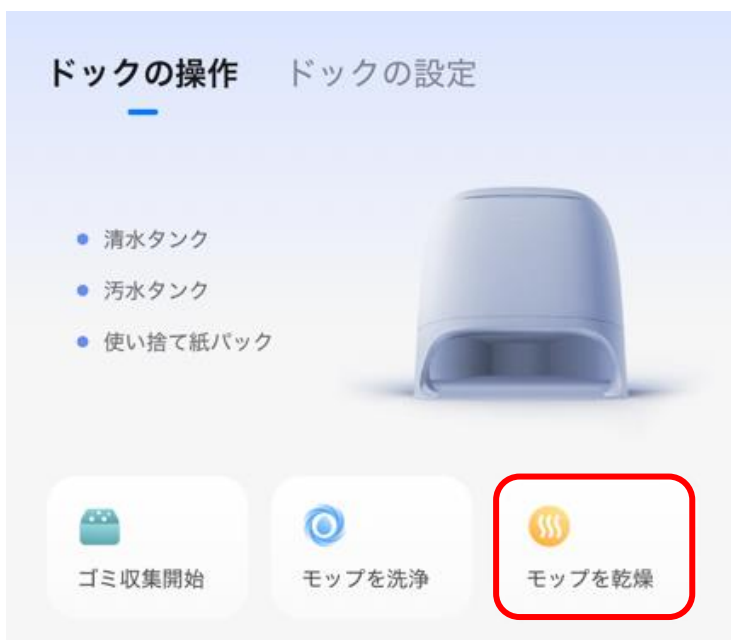 ドックの操作 ドックの設定
清水タンク
汚水タンク
使い捨て紙パック
ゴミ収集開始 モップを洗浄 モップを乾燥